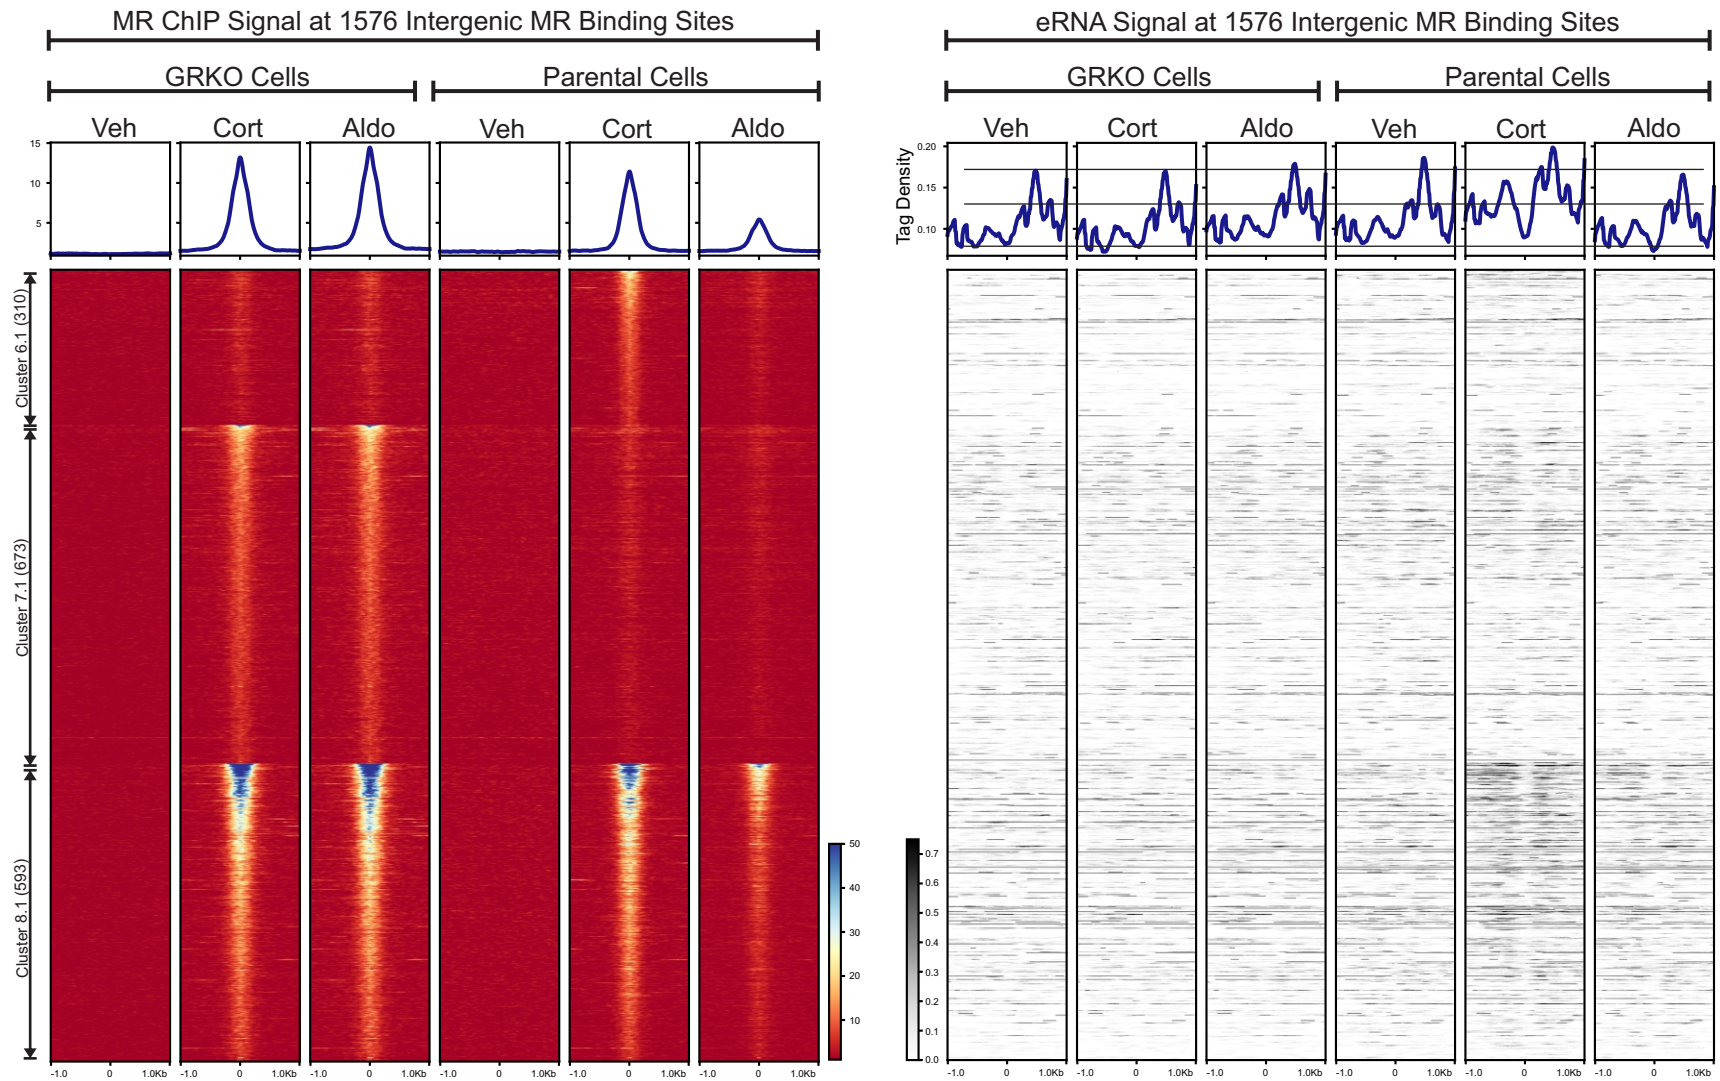 MR ChIP Signal at 1576 Intergenic MR Binding Sites
GRKO Cells
Parental Cells
Veh
Cort
Aldo
Veh
Cort
Aldo
15
10
5
Cluster 6.1 (310)
Cluster 7.1 (673)
Cluster 8.1 (593)
-1.0 0 1.0Kb
-1.0 0 1.0Kb
-1.0 0 1.0Kb
-1.0 0 1.0Kb
-1.0 0 1.0Kb
-1.0 0 1.0Kb
50
40
30
20
10
eRNA Signal at 1576 Intergenic MR Binding Sites
GRKO Cells
Parental Cells
Veh
Cort
Aldo
Veh
Cort
Aldo
Tag Density
0.20
0.15
0.10
0.7
0.6
0.5
0.4
0.3
0.2
0.1
0.0
-1.0 0 1.0Kb
-1.0 0 1.0Kb
-1.0 0 1.0Kb
-1.0 0 1.0Kb
-1.0 0 1.0Kb
-1.0 0 1.0Kb